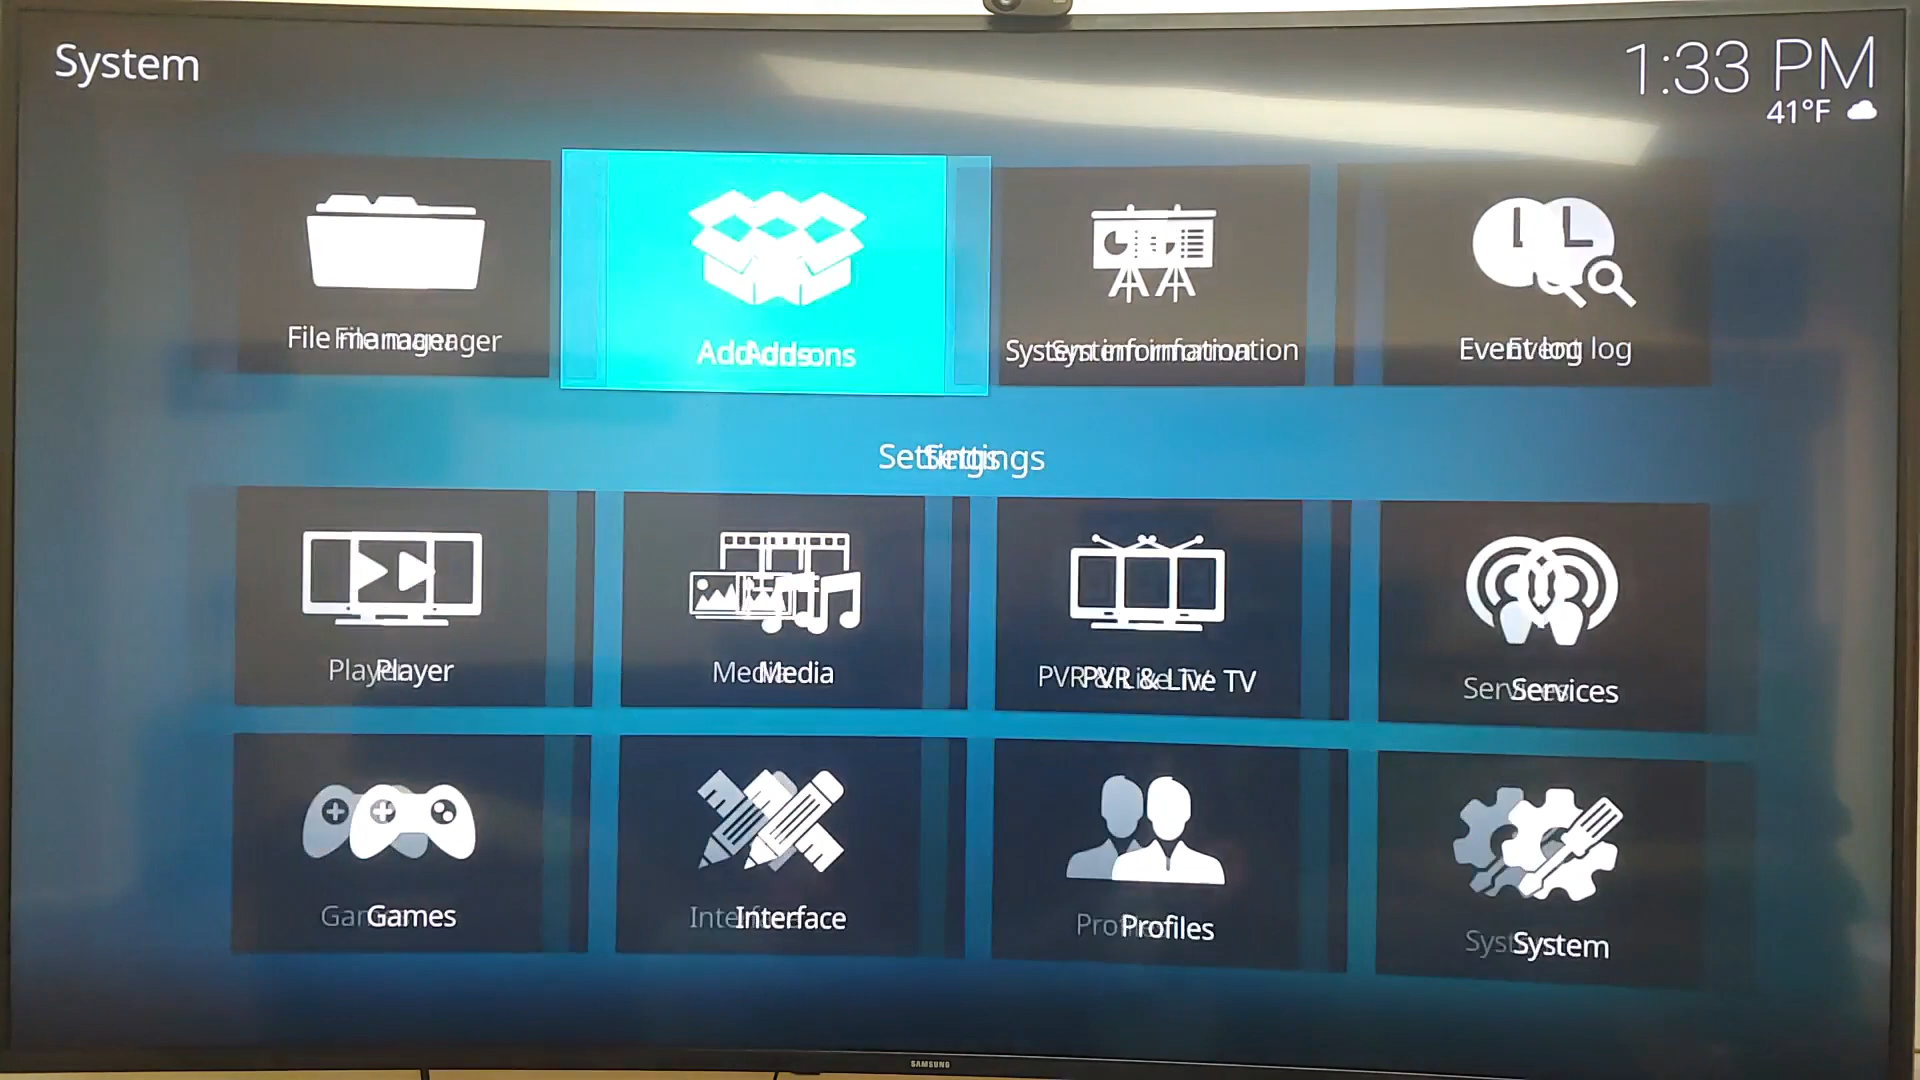 System
1:33 PM
41°F
File manager
Add-ons
System information
Event log
Settings
Player
Media
PVR & Live TV
Services
Games
Interface
Profiles
System
SAMSUNG